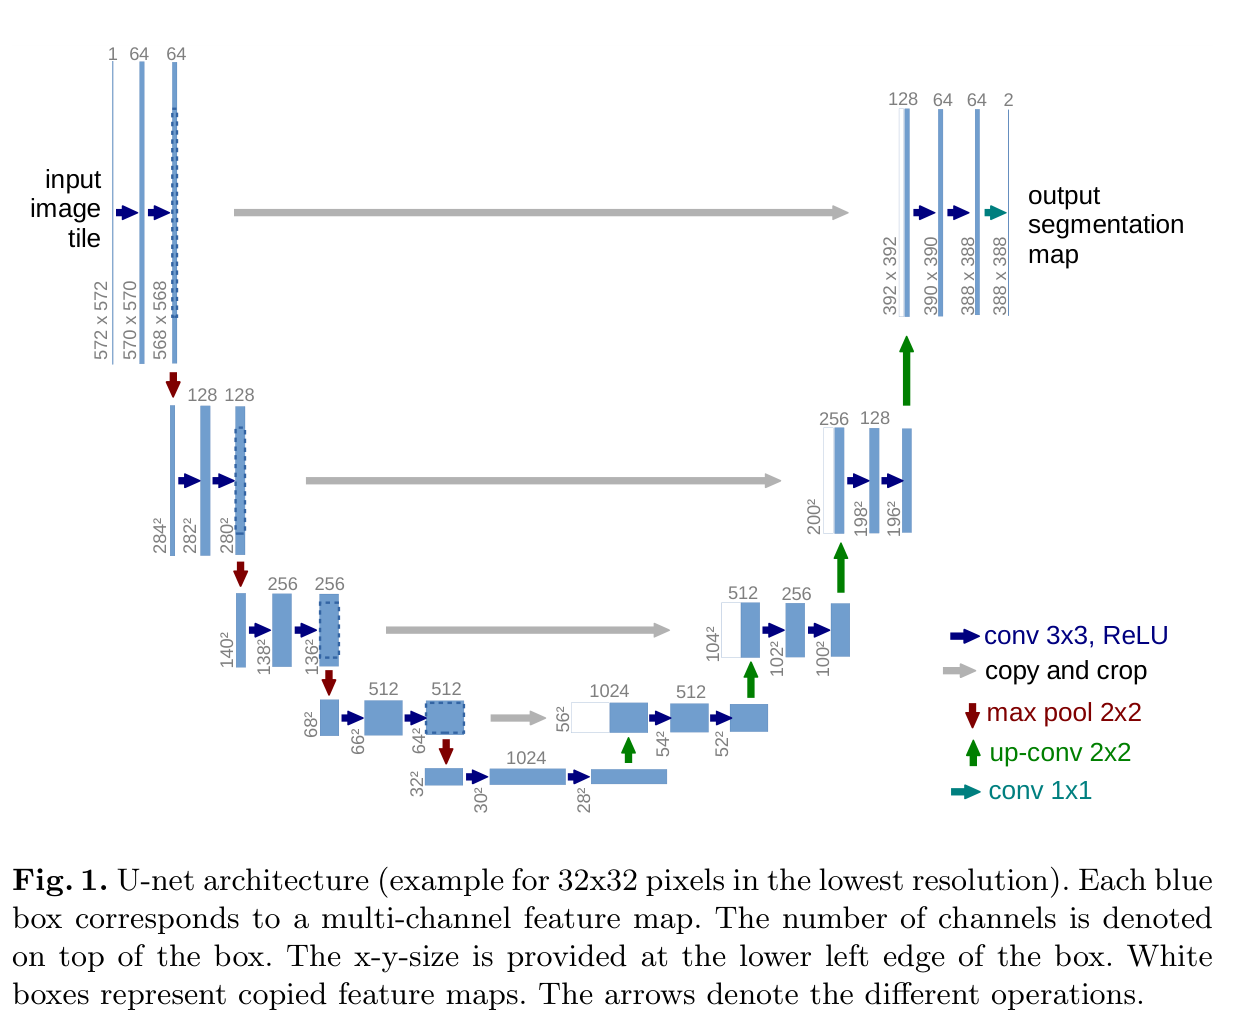 1 64 64
128 64 64 2
input
image
tile
output
segmentation
map
572 x 572
570 x 570
568 x 568
392 x 392
390 x 390
388 x 388
388 x 388
128 128
256 128
284²
282²
280²
200²
198²
196²
256 256
512 256
140²
138²
136²
104²
102²
100²
512 512
1024 512
68²
66²
64²
56²
54²
52²
1024
32²
30²
28²
conv 3x3, ReLU
copy and crop
max pool 2x2
up-conv 2x2
conv 1x1
Fig. 1. U-net architecture (example for 32x32 pixels in the lowest resolution). Each blue
box corresponds to a multi-channel feature map. The number of channels is denoted
on top of the box. The x-y-size is provided at the lower left edge of the box. White
boxes represent copied feature maps. The arrows denote the different operations.